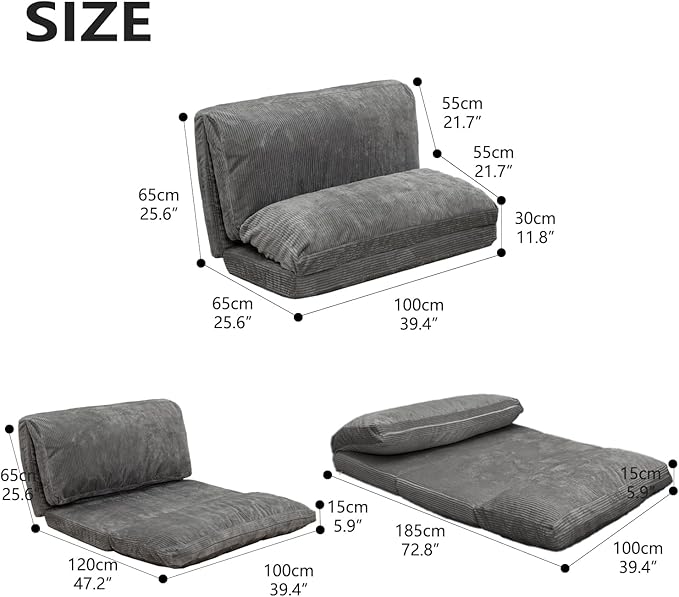 SIZE
55cm
21.7”
55cm
21.7”
65cm
25.6”
30cm
11.8”
65cm
25.6”
100cm
39.4”
65cm
25.6”
15cm
5.9”
120cm
47.2”
100cm
39.4”
15cm
5.9”
185cm
72.8”
100cm
39.4”